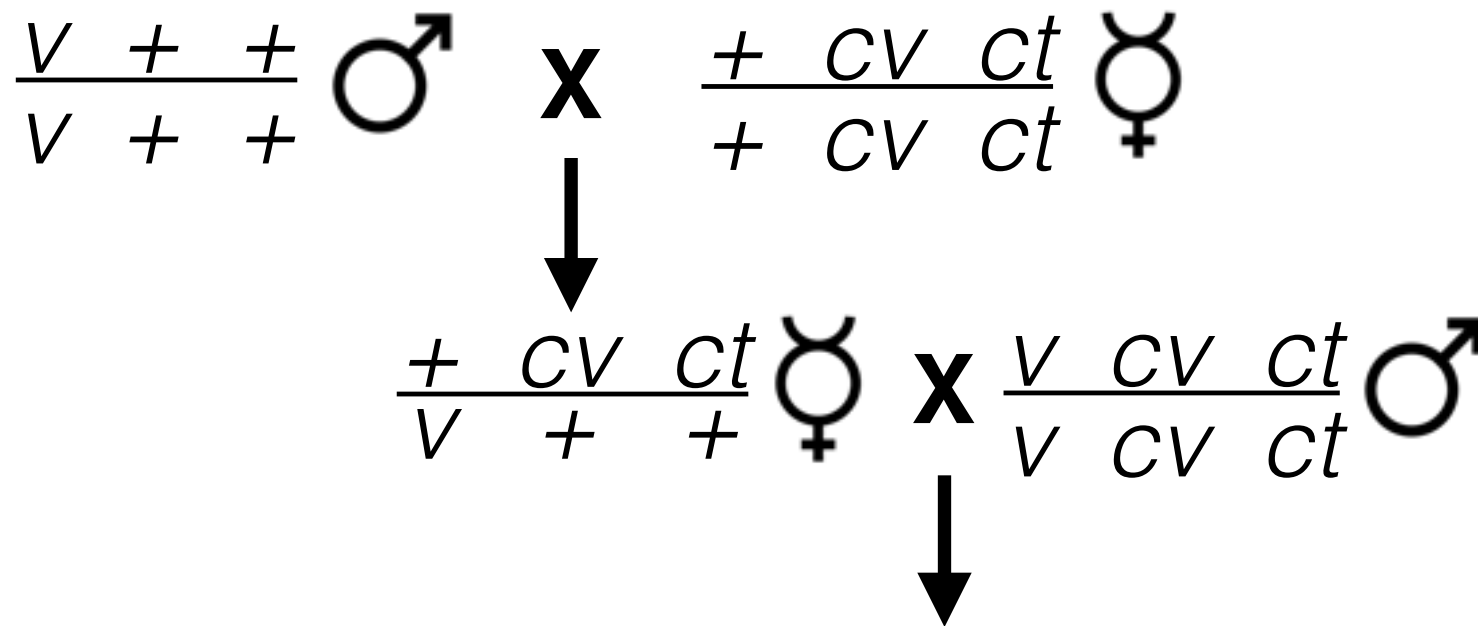 v + + ♂ x + cv ct ☿
v + + + cv ct
+ cv ct ☿ x v cv ct ♂
v + + v cv ct